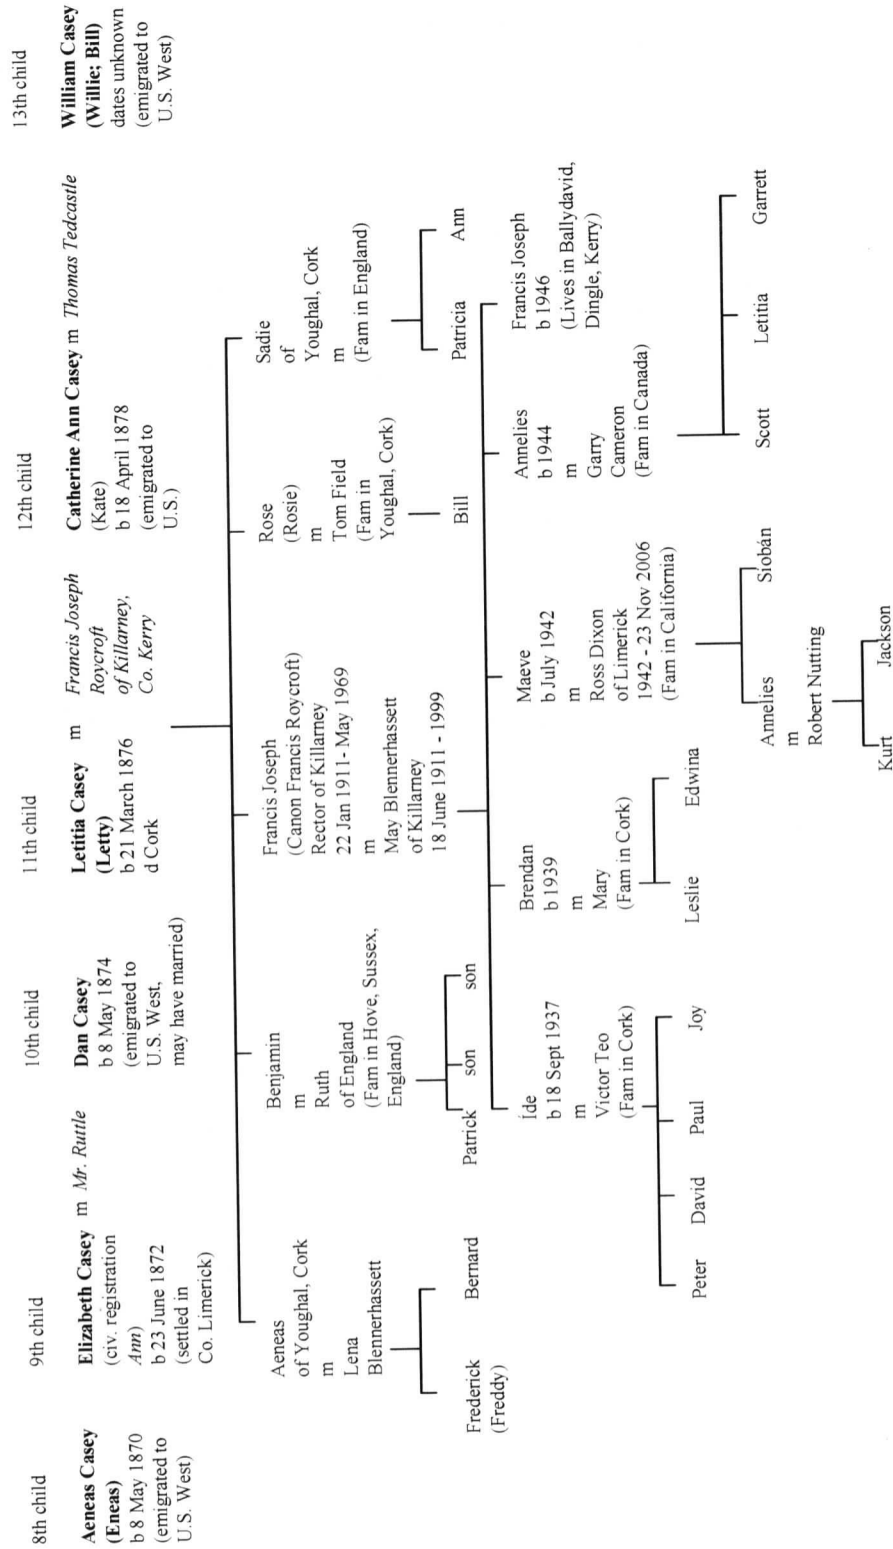 8th child
Aeneas Casey
(Eneas)
b 8 May 1870
(emigrated to
U.S. West)
9th child
Elizabeth Casey m Mr. Ruttle
(civ. registration
Ann)
b 23 June 1872
(settled in
Co. Limerick)
10th child
Dan Casey
b 8 May 1874
(emigrated to
U.S. West,
may have married)
11th child
Letitia Casey m Francis Joseph
(Letty) Roycroft
b 21 March 1876 of Killarney,
d Cork Co. Kerry
12th child
Catherine Ann Casey m Thomas Tedcastle
(Kate)
b 18 April 1878
(emigrated to
U.S.)
13th child
William Casey
(Willie; Bill)
dates unknown
(emigrated to
U.S. West)
Aeneas
of Youghal, Cork
m
Lena
Blennerhassett
Benjamin
m
Ruth
of England
(Fam in Hove, Sussex,
England)
Francis Joseph
(Canon Francis Roycroft)
Rector of Killarney
22 Jan 1911- May 1969
m
May Blennerhassett
of Killarney
18 June 1911 - 1999
Rose
(Rosie)
m
Tom Field
(Fam in
Youghal, Cork)
Sadie
of
Youghal, Cork
m
(Fam in England)
Frederick
(Freddy)
Bernard
Patrick
son
son
Bill
Patricia
Ann
Íde
b 18 Sept 1937
m
Victor Teo
(Fam in Cork)
Brendan
b 1939
m
Mary
(Fam in Cork)
Maeve
b July 1942
m
Ross Dixon
of Limerick
1942 - 23 Nov 2006
(Fam in California)
Annelies
b 1944
m
Garry
Cameron
(Fam in Canada)
Francis Joseph
b 1946
(Lives in Ballydavid,
Dingle, Kerry)
Peter
David
Paul
Joy
Leslie
Edwina
Annelies
m
Robert Nutting
Siobán
Scott
Letitia
Garrett
Kurt
Jackson